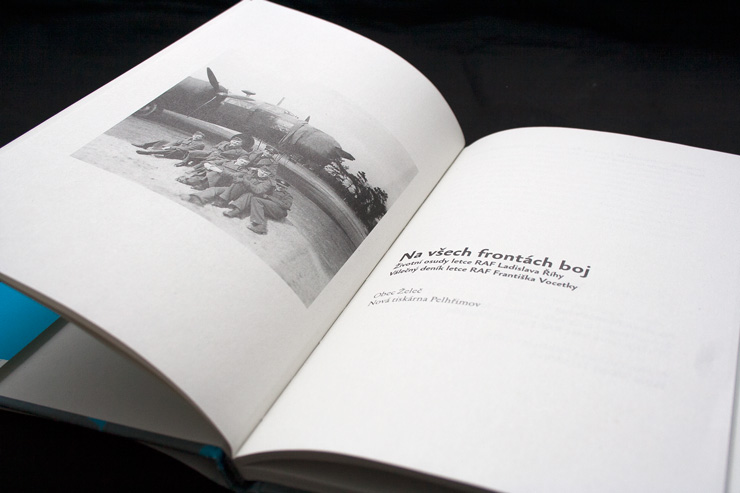 Na všech frontách boj
Životní osudy letce RAF Ladislava Říhy
Válečný deník letce RAF Františka Vocetky
Obec Želeč
Nová tiskárna Pelhřimov